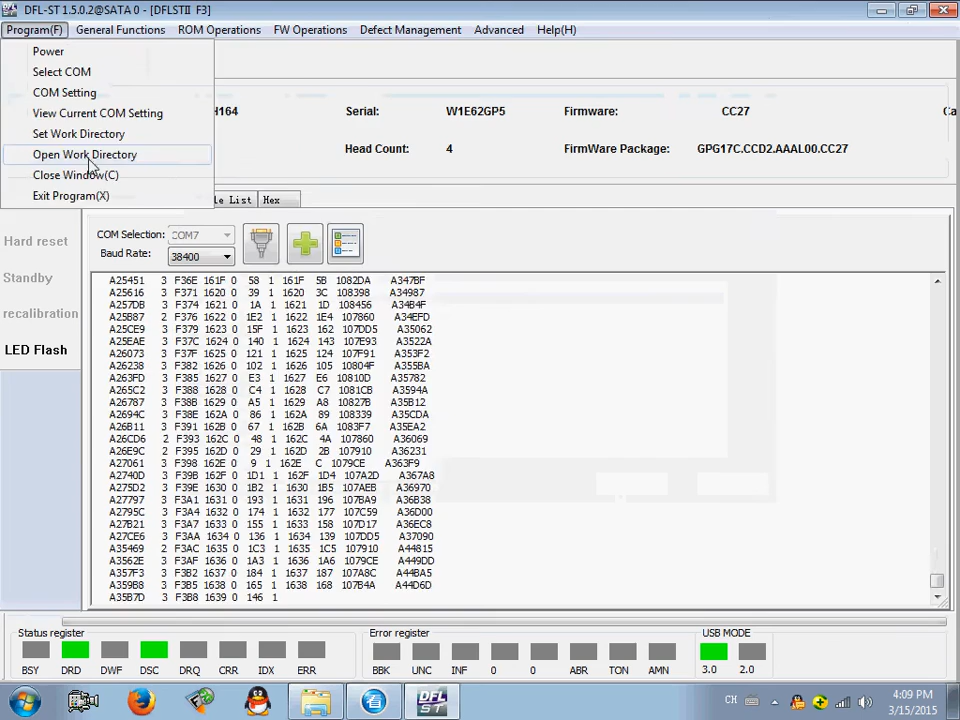 DFL-ST 1.5.0.2@SATA 0 - [DFLSTII F3]
Program(F) General Functions ROM Operations FW Operations Defect Management Advanced Help(H)
Power
Select COM
COM Setting
View Current COM Setting
Set Work Directory
Open Work Directory
Close Window(C)
Exit Program(X)
H164 Serial: W1E62GP5 Firmware: CC27 Ca
Head Count: 4 FirmWare Package: GPG17C.CCD2.AAAL00.CC27
le List Hex
Hard reset
Standby
recalibration
LED Flash
COM Selection: COM7
Baud Rate: 38400
A25451 3 F36E 161F 0 58 1 161F 5B 1082DA A347BF
A25616 3 F371 1620 0 39 1 1620 3C 108398 A34987
A257DB 3 F374 1621 0 1A 1 1621 1D 108456 A34B4F
A25B87 2 F376 1622 0 1E2 1 1622 1E4 107860 A34EFD
A25CE9 3 F379 1623 0 15F 1 1623 162 107DD5 A35062
A25EAE 3 F37C 1624 0 140 1 1624 143 107E93 A3522A
A26073 3 F37F 1625 0 121 1 1625 124 107F91 A353F2
A26238 3 F382 1626 0 102 1 1626 105 10804F A355BA
A263FD 3 F385 1627 0 E3 1 1627 E6 10810D A35782
A265C2 3 F388 1628 0 C4 1 1628 C7 1081CB A3594A
A26787 3 F38B 1629 0 A5 1 1629 A8 10827B A35B12
A2694C 3 F38E 162A 0 86 1 162A 89 108339 A35CDA
A26B11 3 F391 162B 0 67 1 162B 6A 1083F7 A35EA2
A26CD6 2 F393 162C 0 48 1 162C 4A 107860 A36069
A26E9C 2 F395 162D 0 29 1 162D 2B 107910 A36231
A27061 3 F398 162E 0 9 1 162E C 1079CE A363F9
A2740D 3 F39B 162F 0 1D1 1 162F 1D4 107A2D A367A8
A275D2 3 F39E 1630 0 1B2 1 1630 1B5 107AEB A36970
A27797 3 F3A1 1631 0 193 1 1631 196 107BA9 A36B38
A2795C 3 F3A4 1632 0 174 1 1632 177 107C59 A36D00
A27B21 3 F3A7 1633 0 155 1 1633 158 107D17 A36EC8
A27CE6 3 F3AA 1634 0 136 1 1634 139 107DD5 A37090
A35469 2 F3AC 1635 0 1C3 1 1635 1C5 107910 A44815
A3562E 3 F3AF 1636 0 1A3 1 1636 1A6 1079CE A449DD
A357F3 3 F3B2 1637 0 184 1 1637 187 107A8C A44BA5
A359B8 3 F3B5 1638 0 165 1 1638 168 107B4A A44D6D
A35B7D 3 F3B8 1639 0 146 1
Status register Error register USB MODE
BSY DRD DWF DSC DRQ CRR IDX ERR BBK UNC INF 0 0 ABR TON AMN 3.0 2.0
DFL
ST
CH
4:09 PM
3/15/2015